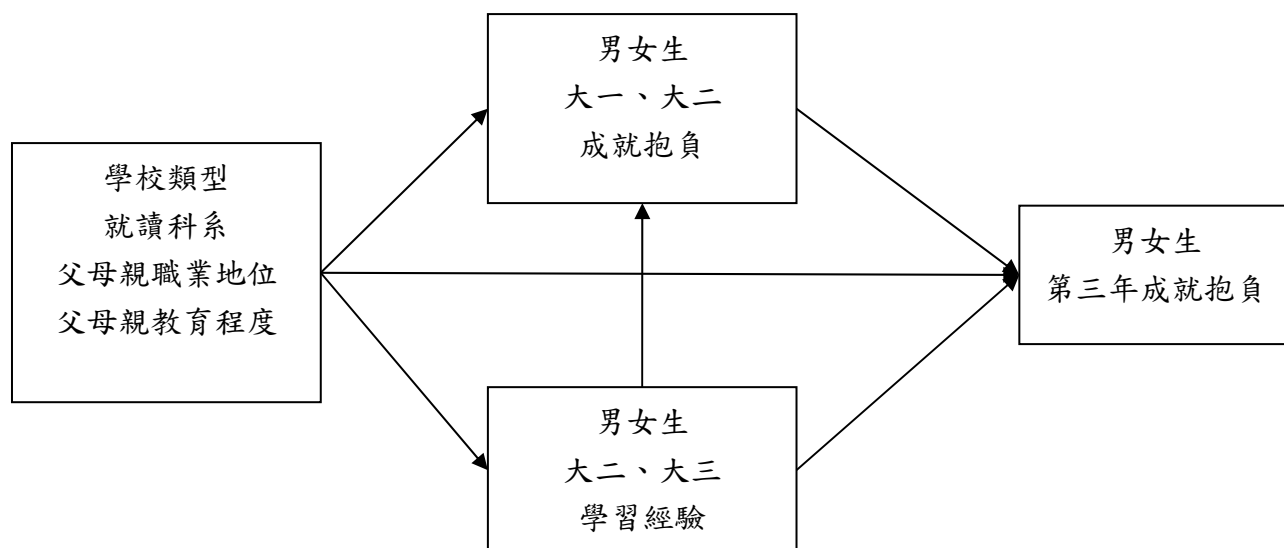 學校類型
就讀科系
父母親職業地位
父母親教育程度
男女生
大一、大二
成就抱負
男女生
大二、大三
學習經驗
男女生
第三年成就抱負